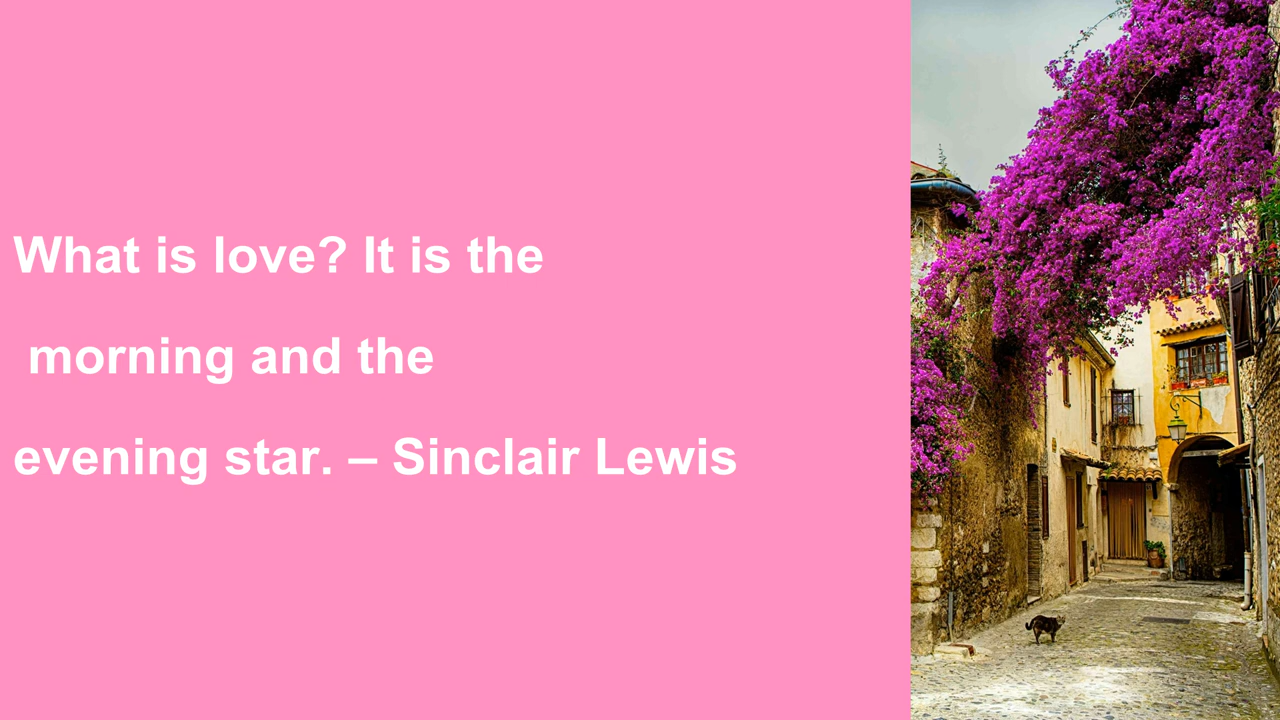 What is love? It is the
morning and the
evening star. – Sinclair Lewis